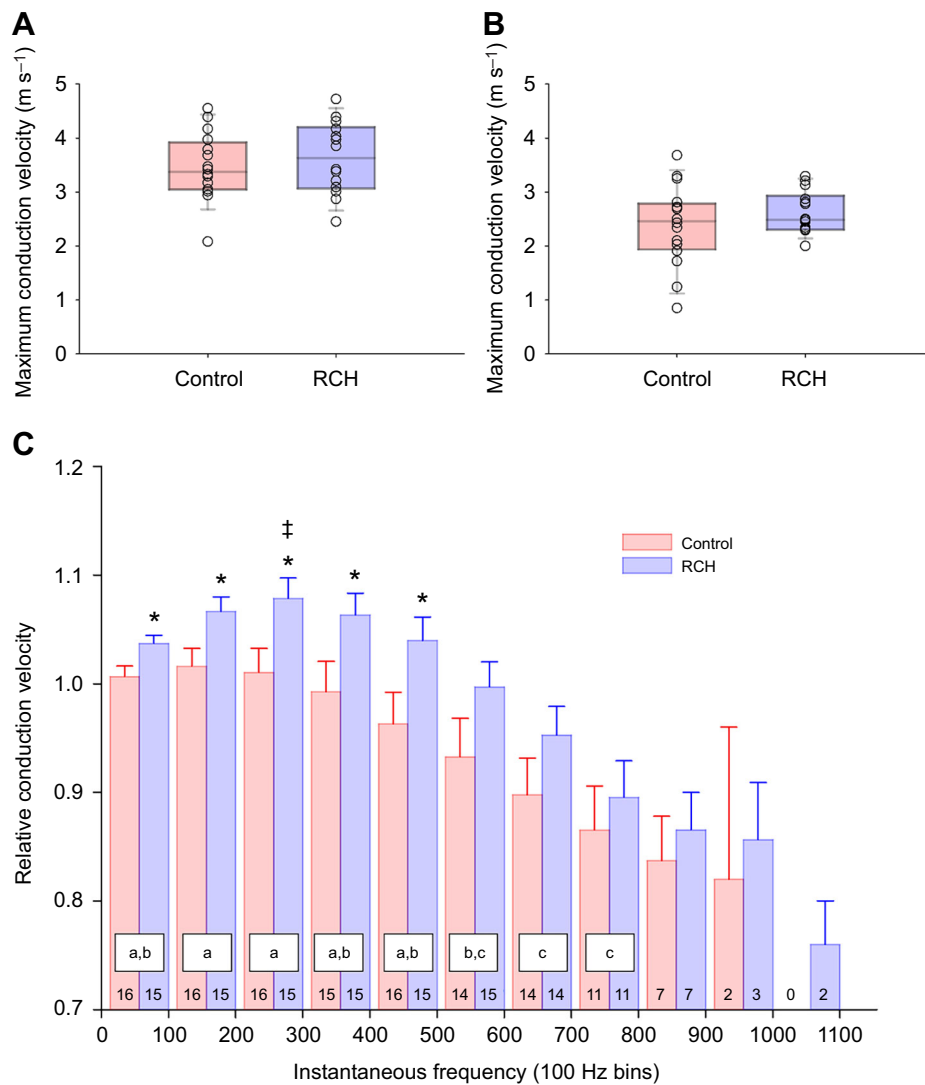 A
B
Maximum conduction velocity (m s–1)
5
4
3
2
1
0
Control
RCH
Maximum conduction velocity (m s–1)
5
4
3
2
1
0
Control
RCH
C
Relative conduction velocity
1.2
1.1
1.0
0.9
0.8
0.7
Control
RCH
*
*
‡
*
*
*
a,b
a
a
a,b
a,b
b,c
c
c
16 15 16 15 16 15 15 15 16 15 14 15 14 14 11 11 7 7 2 3 0 2
0 100 200 300 400 500 600 700 800 900 1000 1100
Instantaneous frequency (100 Hz bins)